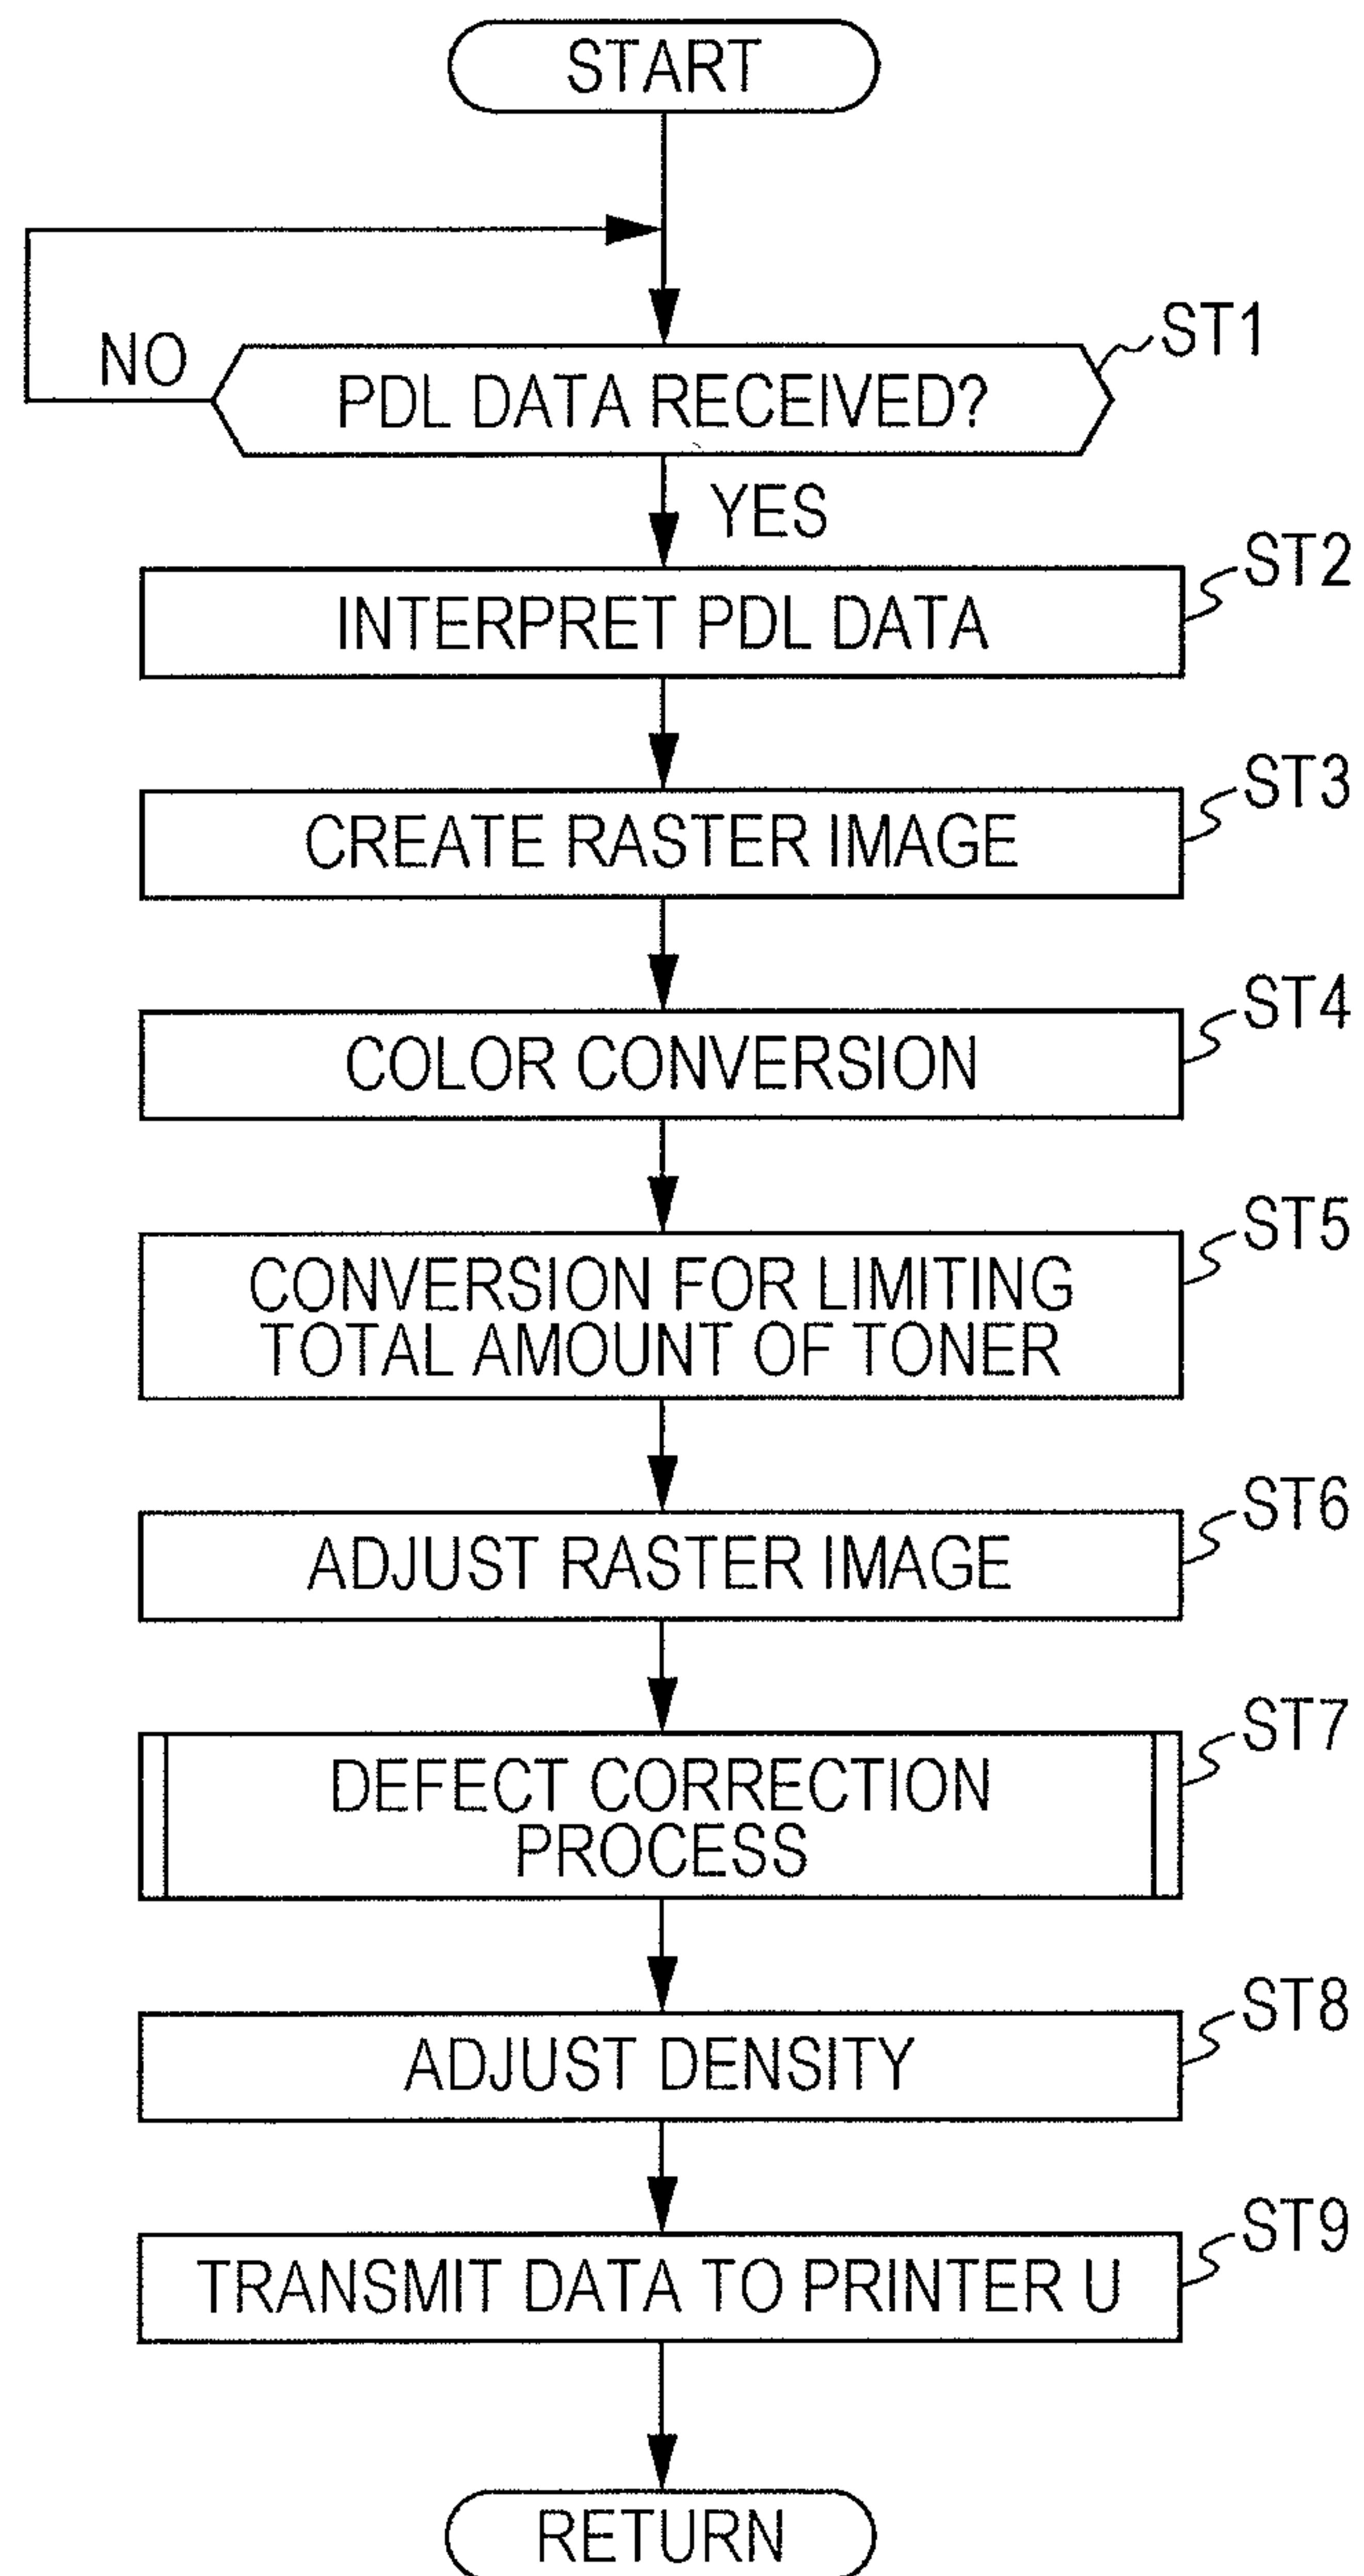 START
NO
PDL DATA RECEIVED?
ST1
YES
INTERPRET PDL DATA
ST2
CREATE RASTER IMAGE
ST3
COLOR CONVERSION
ST4
CONVERSION FOR LIMITING
TOTAL AMOUNT OF TONER
ST5
ADJUST RASTER IMAGE
ST6
DEFECT CORRECTION
PROCESS
ST7
ADJUST DENSITY
ST8
TRANSMIT DATA TO PRINTER U
ST9
RETURN